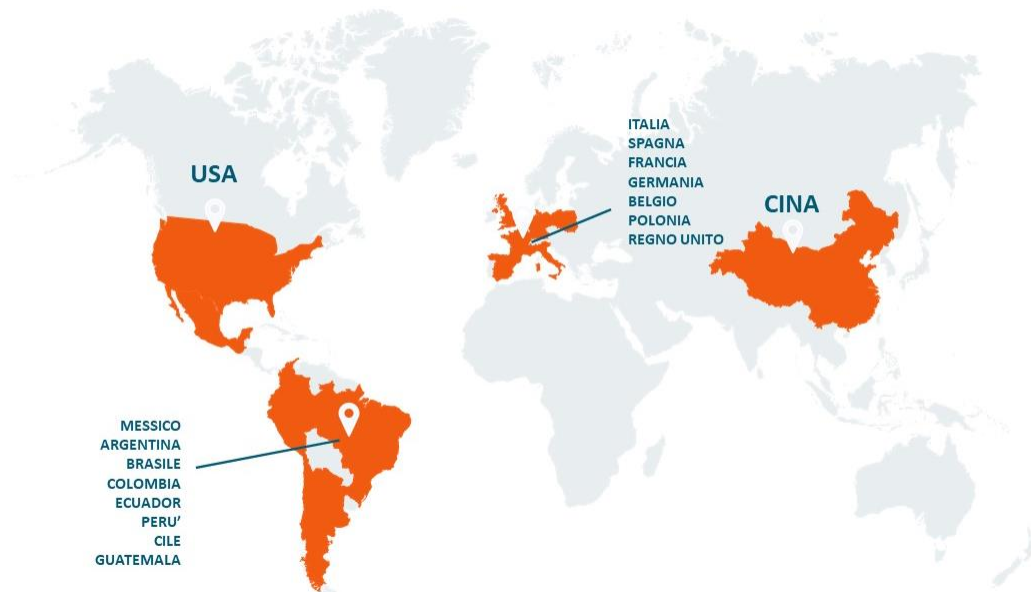 USA
ITALIA
SPAGNA
FRANCIA
GERMANIA
BELGIO
POLONIA
REGNO UNITO
CINA
MESSICO
ARGENTINA
BRASILE
COLOMBIA
ECUADOR
PERU’
CILE
GUATEMALA